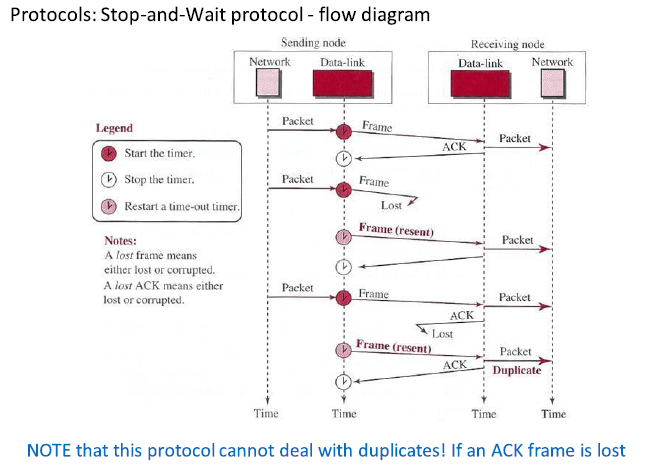 Protocols: Stop-and-Wait protocol - flow diagram
Sending node
Receiving node
Network
Data-link
Data-link
Network
Legend
Start the timer.
Stop the timer.
Restart a time-out timer.
Notes:
A lost frame means
either lost or corrupted.
A lost ACK means either
lost or corrupted.
Packet
Frame
ACK
Packet
Packet
Frame
Lost
Frame (resent)
Packet
Packet
Frame
Packet
ACK
Lost
Frame (resent)
Packet
ACK
Duplicate
Time
Time
Time
Time
NOTE that this protocol cannot deal with duplicates! If an ACK frame is lost